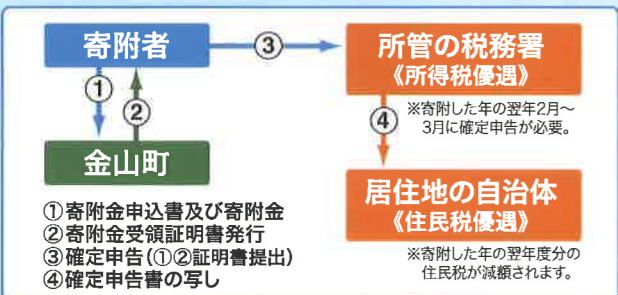 寄附者
③
所管の税務署
《所得税優遇》
①
②
※寄附した年の翌年2月～
3月に確定申告が必要。
④
金山町
居住地の自治体
《住民税優遇》
①寄附金申込書及び寄附金
②寄附金受領証明書発行
③確定申告(①②証明書提出)
④確定申告書の写し
※寄附した年の翌年度分の
住民税が減額されます。